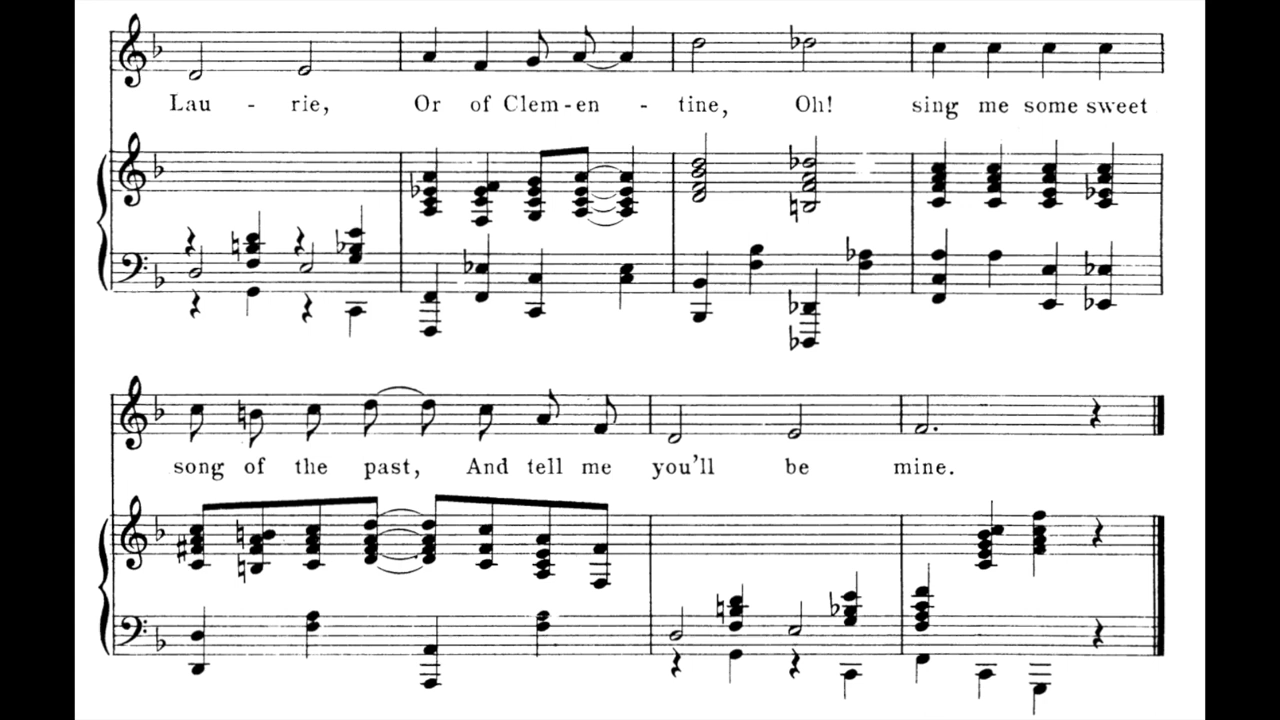 Lau - rie, Or of Clem-en - tine, Oh! sing me some sweet
song of the past, And tell me you'll be mine.